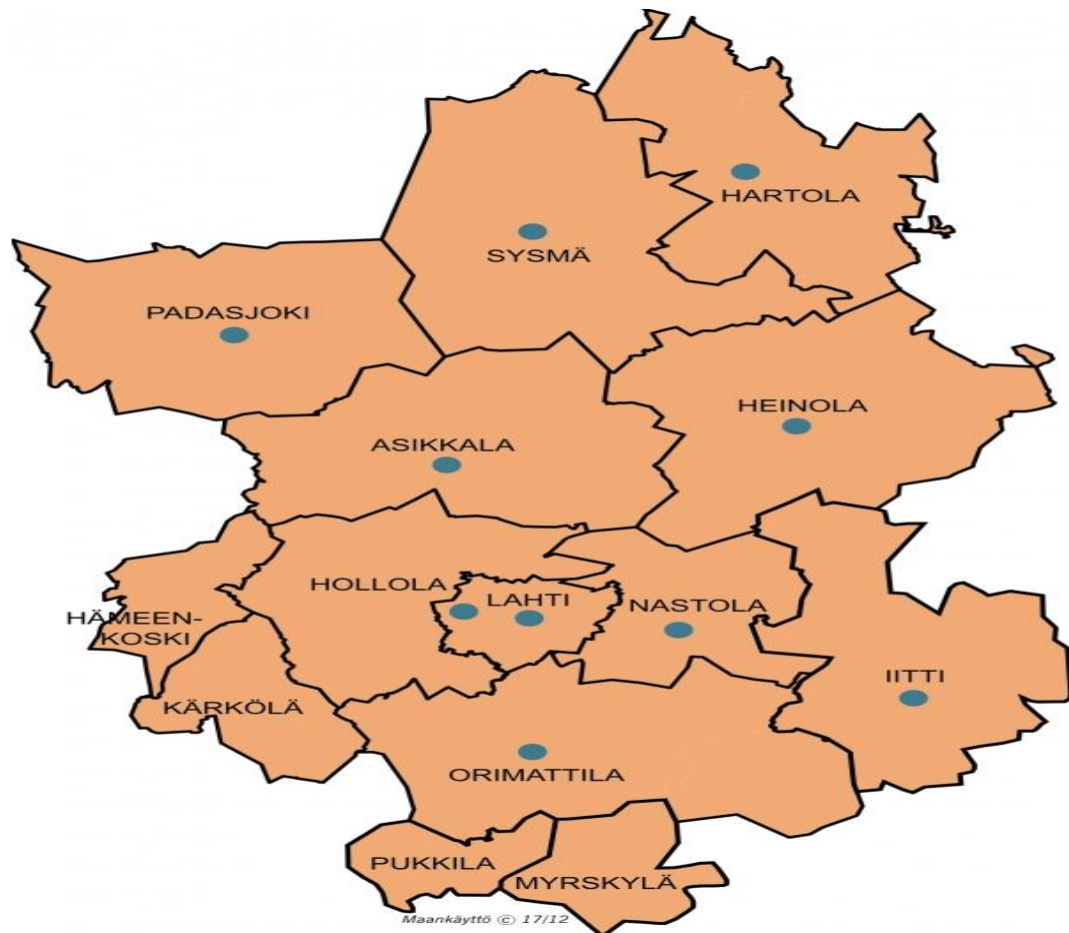 HARTOLA
SYSMÄ
PADASJOKI
HEINOLA
ASIKKALA
HOLLOLA
LAHTI
NASTOLA
HÄMEEN-
KOSKI
IITTI
KÄRKÖLÄ
ORIMATTILA
PUKKILA
MYRSKYLÄ
Maankäyttö © 17/12